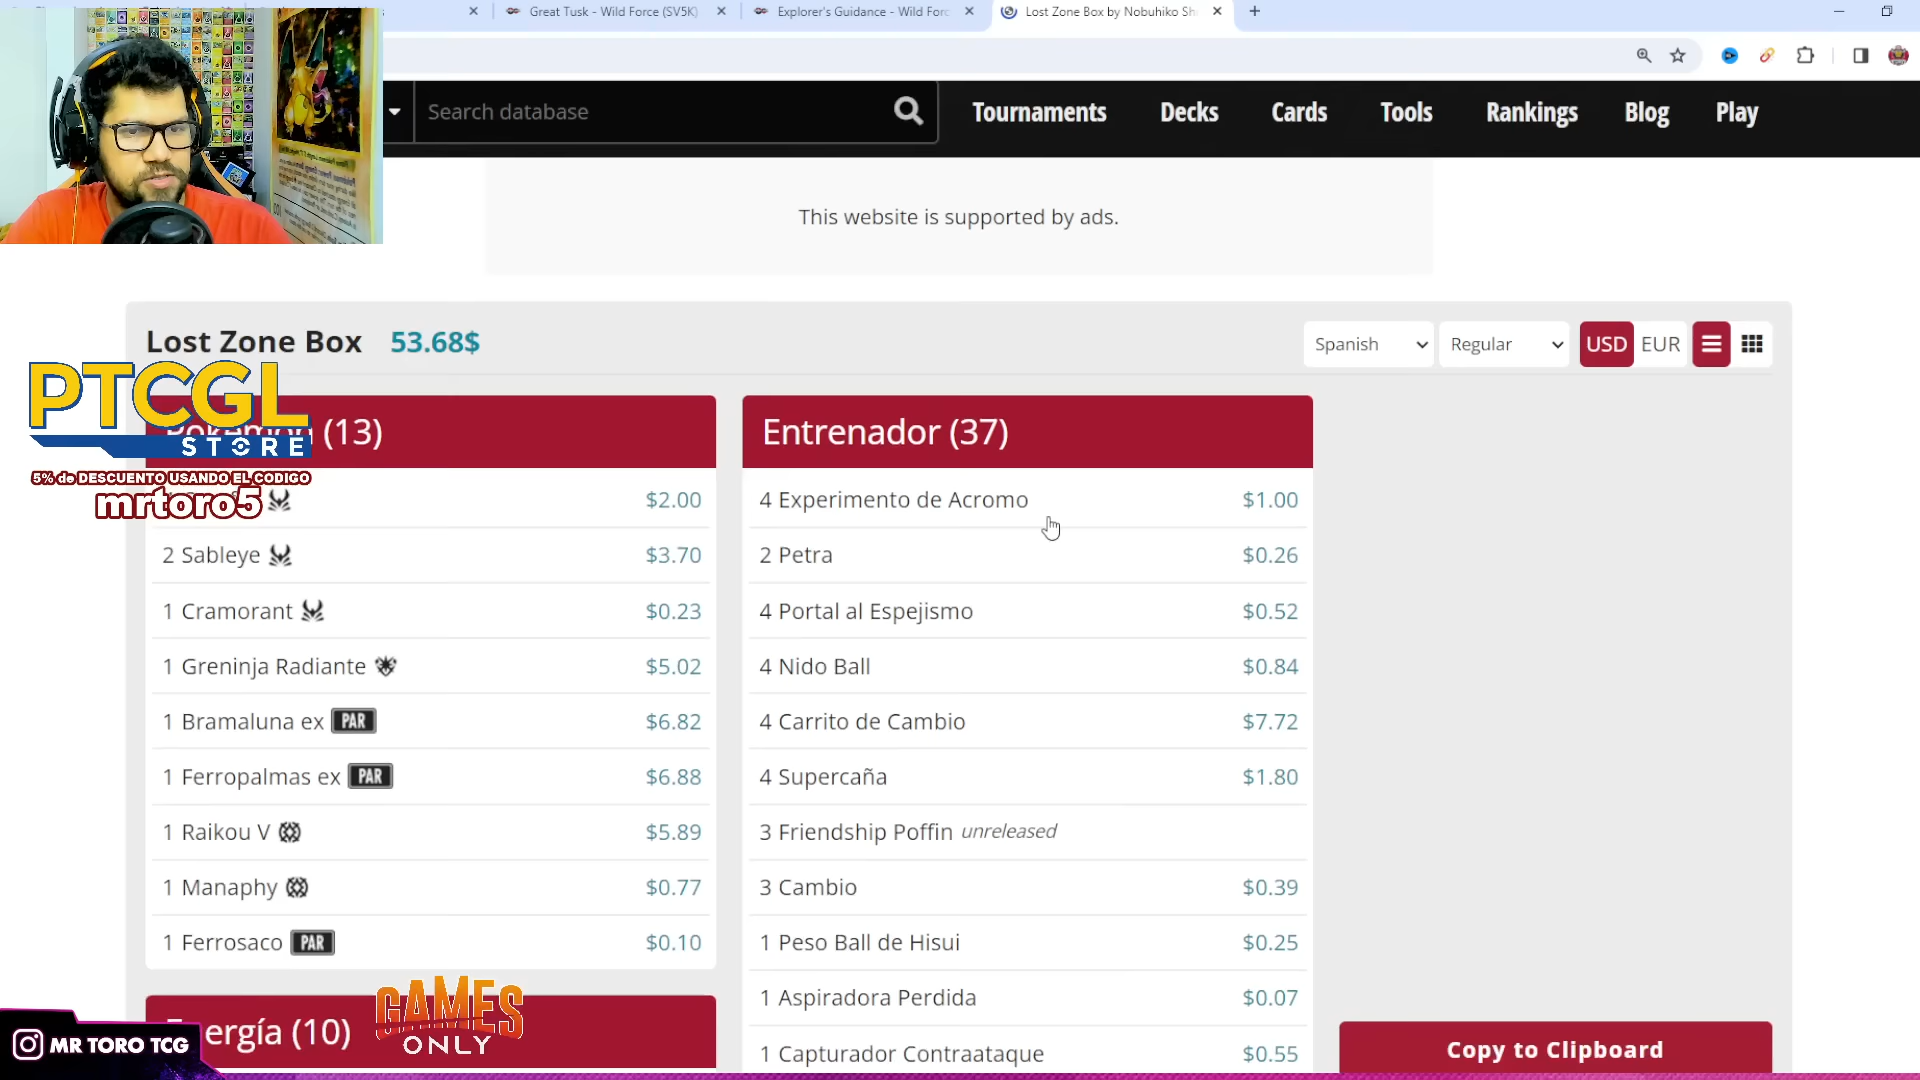 Great Tusk - Wild Force (SV5K)
Explorer's Guidance - Wild Forc
Lost Zone Box by Nobuhiko Sh
Search database
Tournaments
Decks
Cards
Tools
Rankings
Blog
Play
This website is supported by ads.
Lost Zone Box 53.68$
Spanish
Regular
USD
EUR
PTCGL
STORE
5% de DESCUENTO USANDO EL CODIGO
mrtoro5
Pokémon (13)
$2.00
2 Sableye $3.70
1 Cramorant $0.23
1 Greninja Radiante $5.02
1 Bramaluna ex PAR $6.82
1 Ferropalmas ex PAR $6.88
1 Raikou V $5.89
1 Manaphy $0.77
1 Ferrosaco PAR $0.10
Energía (10)
GAMES
ONLY
MR TORO TCG
Entrenador (37)
4 Experimento de Acromo $1.00
2 Petra $0.26
4 Portal al Espejismo $0.52
4 Nido Ball $0.84
4 Carrito de Cambio $7.72
4 Supercaña $1.80
3 Friendship Poffin unreleased
3 Cambio $0.39
1 Peso Ball de Hisui $0.25
1 Aspiradora Perdida $0.07
1 Capturador Contraataque $0.55
Copy to Clipboard